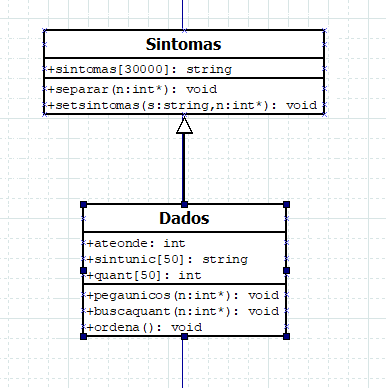 Sintomas
+sintomas[30000]: string
+separar(n:int*): void
+setsintomas(s:string,n:int*): void
Dados
+ateonde: int
+sintunic[50]: string
+quant[50]: int
+pegaunicos(n:int*): void
+buscaquant(n:int*): void
+ordena(): void